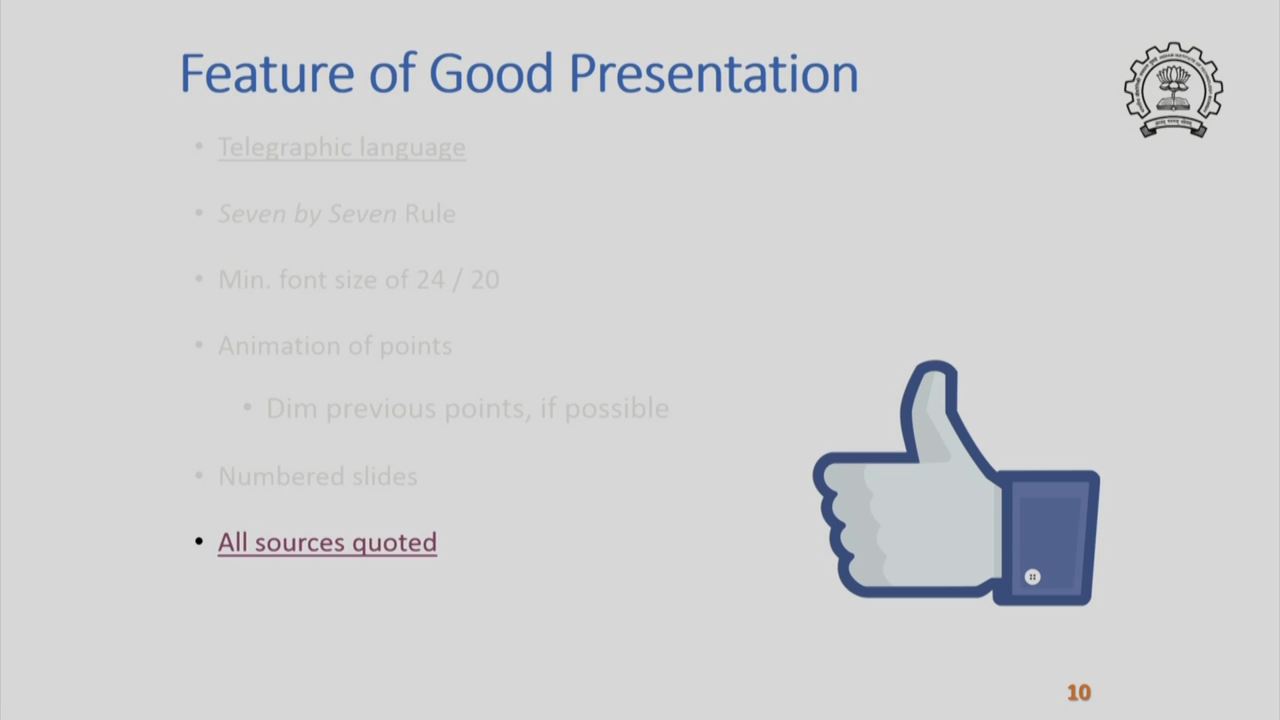 Feature of Good Presentation
• Telegraphic language
• Seven by Seven Rule
• Min. font size of 24 / 20
• Animation of points
• Dim previous points, if possible
• Numbered slides
• All sources quoted
10